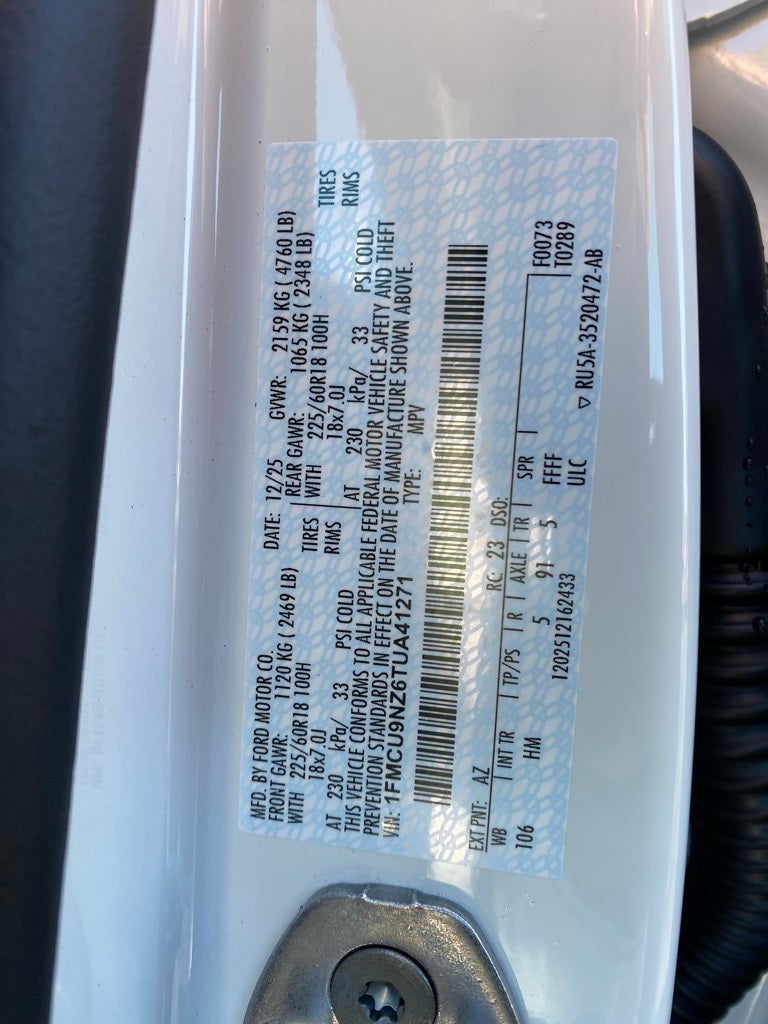 MFD. BY FORD MOTOR CO.
DATE: 12/25 GVWR: 2159 KG ( 4760 LB)
FRONT GAWR: 1120 KG ( 2469 LB) REAR GAWR: 1065 KG ( 2348 LB)
WITH 225/60R18 100H TIRES WITH 225/60R18 100H TIRES
18x7.0J RIMS 18x7.0J RIMS
AT 230 kPa/ 33 PSI COLD AT 230 kPa/ 33 PSI COLD
THIS VEHICLE CONFORMS TO ALL APPLICABLE FEDERAL MOTOR VEHICLE SAFETY AND THEFT
PREVENTION STANDARDS IN EFFECT ON THE DATE OF MANUFACTURE SHOWN ABOVE.
VIN: 1FMCU9NZ6TUA41271 TYPE: MPV
EXT PNT: AZ RC: 23 DSO:
WB INT TR TP/PS R AXLE TR SPR F0073
106 HM 5 91 5 FFFF T0289
1202512162433 ULC ▽ RU5A-3520472-AB